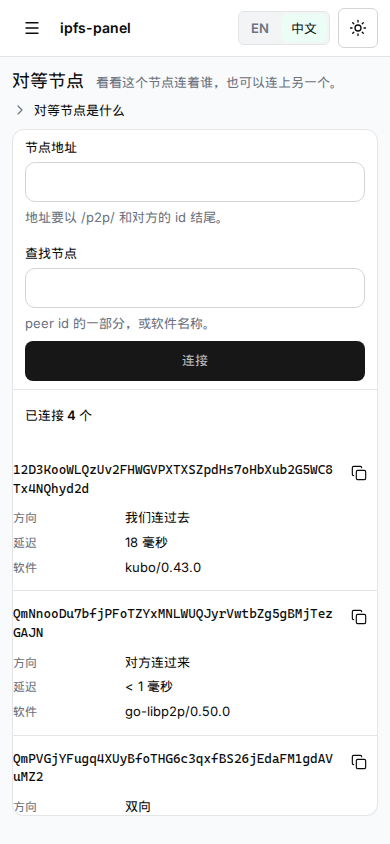 ipfs-panel
EN 中文
对等节点 看看这个节点连着谁，也可以连上另一个。
对等节点是什么
节点地址
地址要以 /p2p/ 和对方的 id 结尾。
查找节点
peer id 的一部分，或软件名称。
连接
已连接 4 个
12D3KooWLQzUv2FHWGVPXTXSZpdHs7oHbXub2G5WC8
Tx4NQhyd2d
方向 我们连过去
延迟 18 毫秒
软件 kubo/0.43.0
QmNnooDu7bfjPFoTZYxMNLWUQJyrVwtbZg5gBMjTez
GAJN
方向 对方连过来
延迟 < 1 毫秒
软件 go-libp2p/0.50.0
QmPVGjYFugq4XUyBfoTHG6c3qxfBS26jEdaFM1gdAV
uMZ2
方向 双向